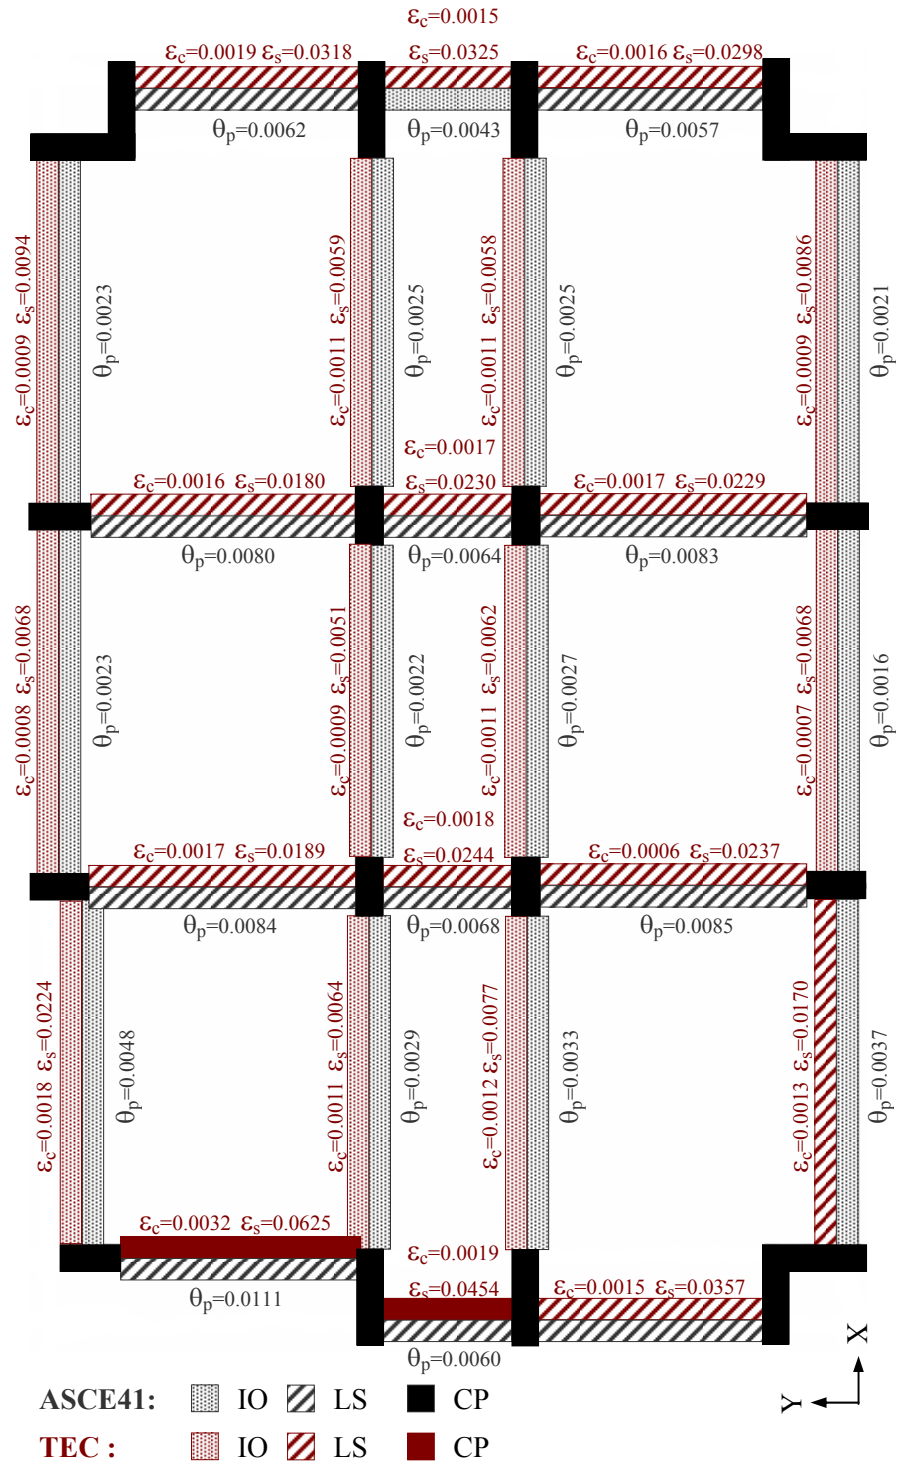 εc=0.0015
εc=0.0019 εs=0.0318
εs=0.0325
εc=0.0016 εs=0.0298
θp=0.0062
θp=0.0043
θp=0.0057
εc=0.0009 εs=0.0094
θp=0.0023
εc=0.0011 εs=0.0059
θp=0.0025
εc=0.0011 εs=0.0058
θp=0.0025
εc=0.0009 εs=0.0086
θp=0.0021
εc=0.0017
εc=0.0016 εs=0.0180
εs=0.0230
εc=0.0017 εs=0.0229
θp=0.0080
θp=0.0064
θp=0.0083
εc=0.0008 εs=0.0068
θp=0.0023
εc=0.0009 εs=0.0051
θp=0.0022
εc=0.0011 εs=0.0062
θp=0.0027
εc=0.0007 εs=0.0068
θp=0.0016
εc=0.0018
εc=0.0017 εs=0.0189
εs=0.0244
εc=0.0006 εs=0.0237
θp=0.0084
θp=0.0068
θp=0.0085
εc=0.0018 εs=0.0224
θp=0.0048
εc=0.0011 εs=0.0064
θp=0.0029
εc=0.0012 εs=0.0077
θp=0.0033
εc=0.0013 εs=0.0170
θp=0.0037
εc=0.0032 εs=0.0625
εc=0.0019
εs=0.0454
εc=0.0015 εs=0.0357
θp=0.0111
θp=0.0060
X
Y
ASCE41: IO LS CP
TEC : IO LS CP